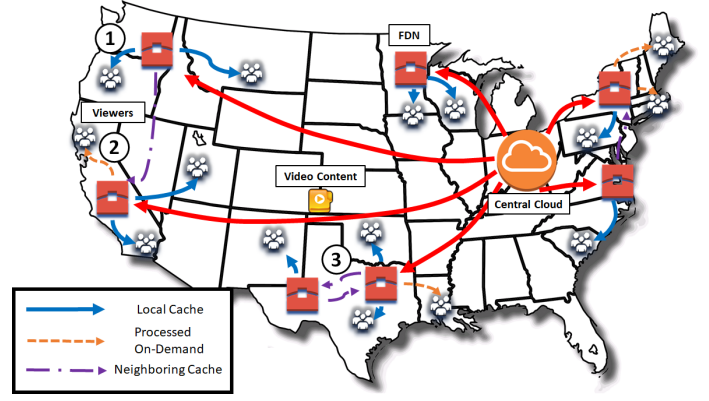 1
FDN
Viewers
2
Video Content
Central Cloud
3
Local Cache
Processed
On-Demand
Neighboring Cache